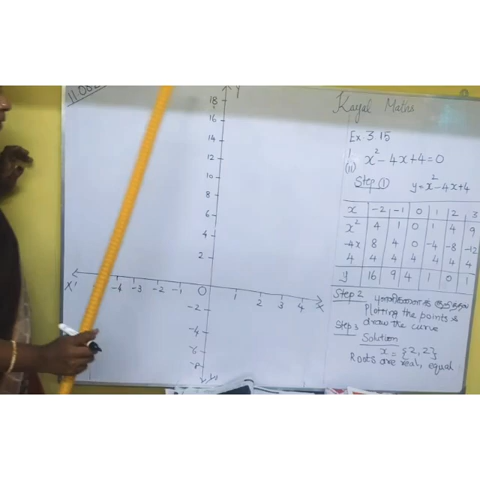 Kayal Maths
Ex 3.15
1
(ii) x² - 4x + 4 = 0
Step ① y = x² - 4x + 4
x -2 -1 0 1 2 3
x² 4 1 0 1 4 9
-4x 8 4 0 -4 -8 -12
4 4 4 4 4 4 4
y 16 9 4 1 0 1
Step 2
Plotting the points &
Step 3 draw the curve
Solution
x = {2, 2}
Roots are real, equal
Y
18
16
14
12
10
8
6
4
2
X' -4 -3 -2 -1 O 1 2 3 4 X
-2
-4